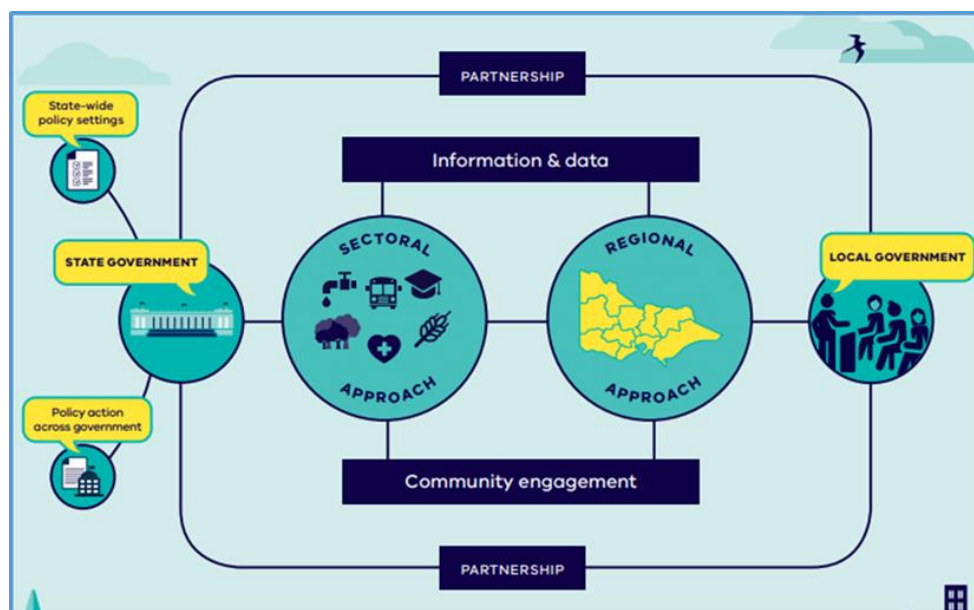 PARTNERSHIP
State-wide
policy settings
Information & data
SECTORAL
APPROACH
REGIONAL
APPROACH
STATE GOVERNMENT
LOCAL GOVERNMENT
Policy action
across government
Community engagement
PARTNERSHIP